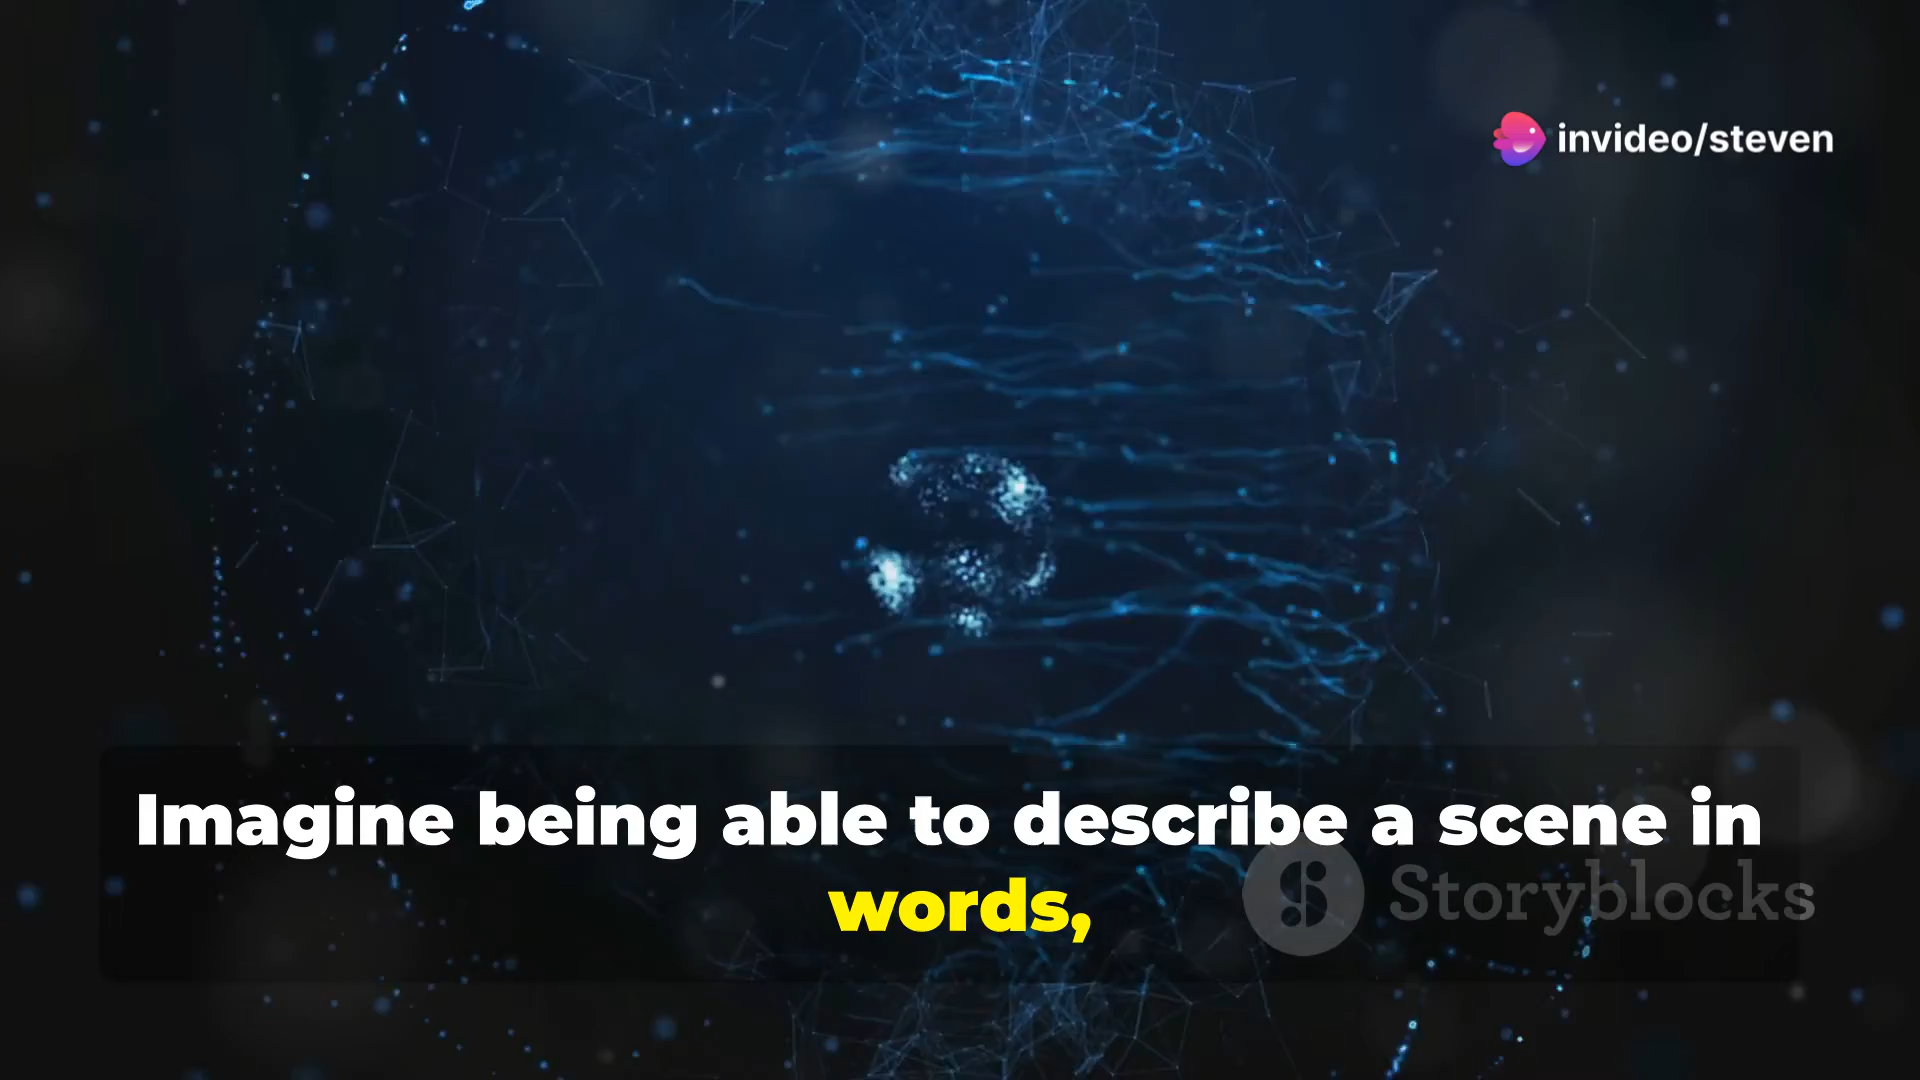 invideo/steven
Imagine being able to describe a scene in
words,
Storyblocks